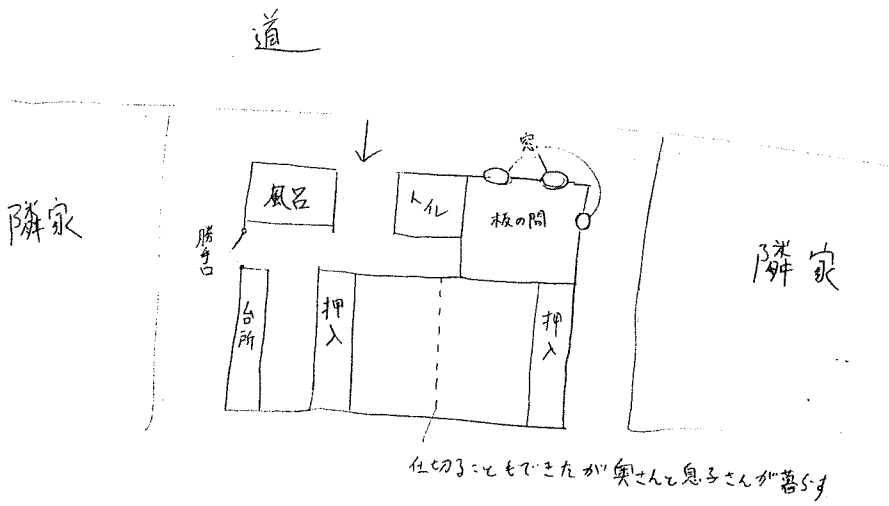 道
窓
風呂
トイレ
板の間
隣家
勝手口
隣家
台所
押入
押入
仕切ることもできたが奥さんと息子さんが暮らす